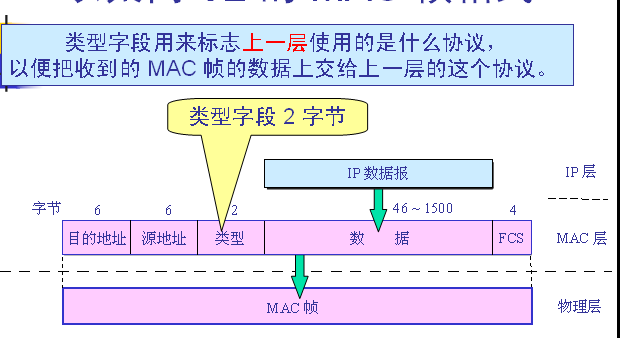 类型字段用来标志上一层使用的是什么协议，
以便把收到的 MAC 帧的数据上交给上一层的这个协议。
类型字段 2 字节
IP 数据报
IP 层
字节 6 6 2 46～1500 4
目的地址 源地址 类型 数 据 FCS MAC 层
MAC 帧 物理层